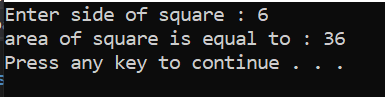 Enter side of square : 6
area of square is equal to : 36
Press any key to continue . . .